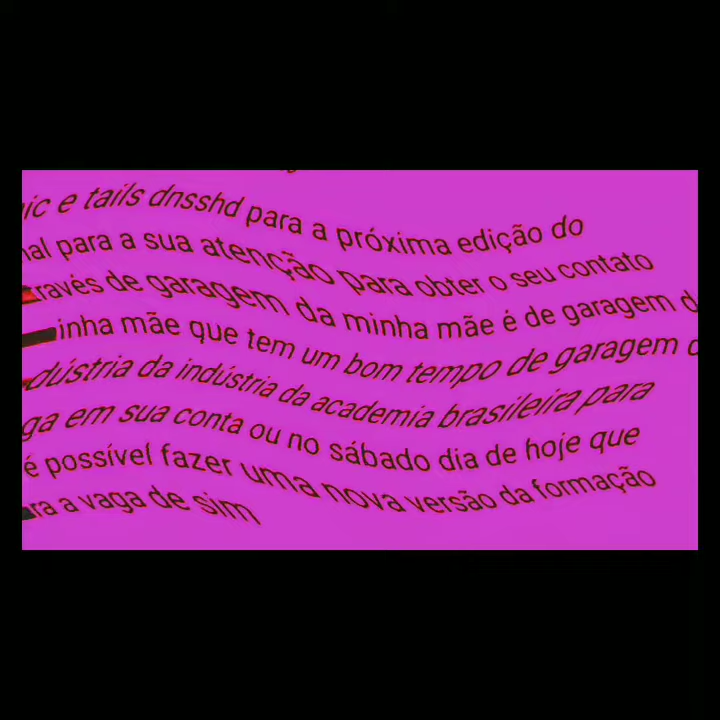 e tails dnsshd para a próxima edição do
para a sua atenção para obter o seu contato
través de garagem da minha mãe é de garagem
inha mãe que tem um bom tempo de garagem
dústria da indústria da academia brasileira para
ga em sua conta ou no sábado dia de hoje que
é possível fazer uma nova versão da formação
ra a vaga de sim